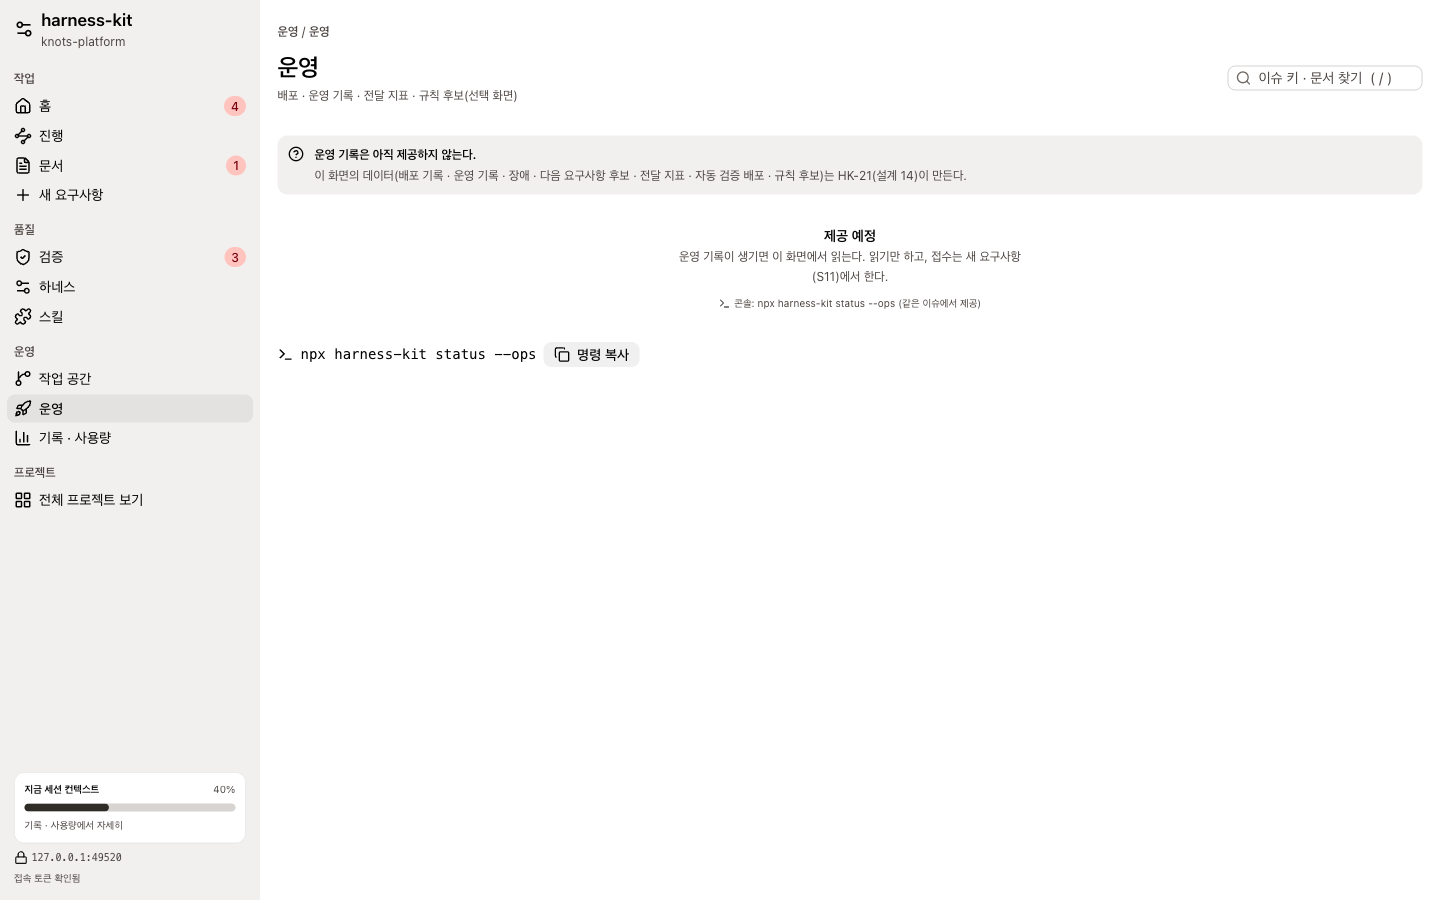 harness-kit
knots-platform
작업
홈 4
진행
문서 1
새 요구사항
품질
검증 3
하네스
스킬
운영
작업 공간
운영
기록 · 사용량
프로젝트
전체 프로젝트 보기
지금 세션 컨텍스트 40%
기록 · 사용량에서 자세히
127.0.0.1:49520
접속 토큰 확인됨
운영 / 운영
운영
배포 · 운영 기록 · 전달 지표 · 규칙 후보(선택 화면)
이슈 키 · 문서 찾기 ( / )
운영 기록은 아직 제공하지 않는다.
이 화면의 데이터(배포 기록 · 운영 기록 · 장애 · 다음 요구사항 후보 · 전달 지표 · 자동 검증 배포 · 규칙 후보)는 HK-21(설계 14)이 만든다.
제공 예정
운영 기록이 생기면 이 화면에서 읽는다. 읽기만 하고, 접수는 새 요구사항
(S11)에서 한다.
콘솔: npx harness-kit status --ops (같은 이슈에서 제공)
npx harness-kit status --ops 명령 복사